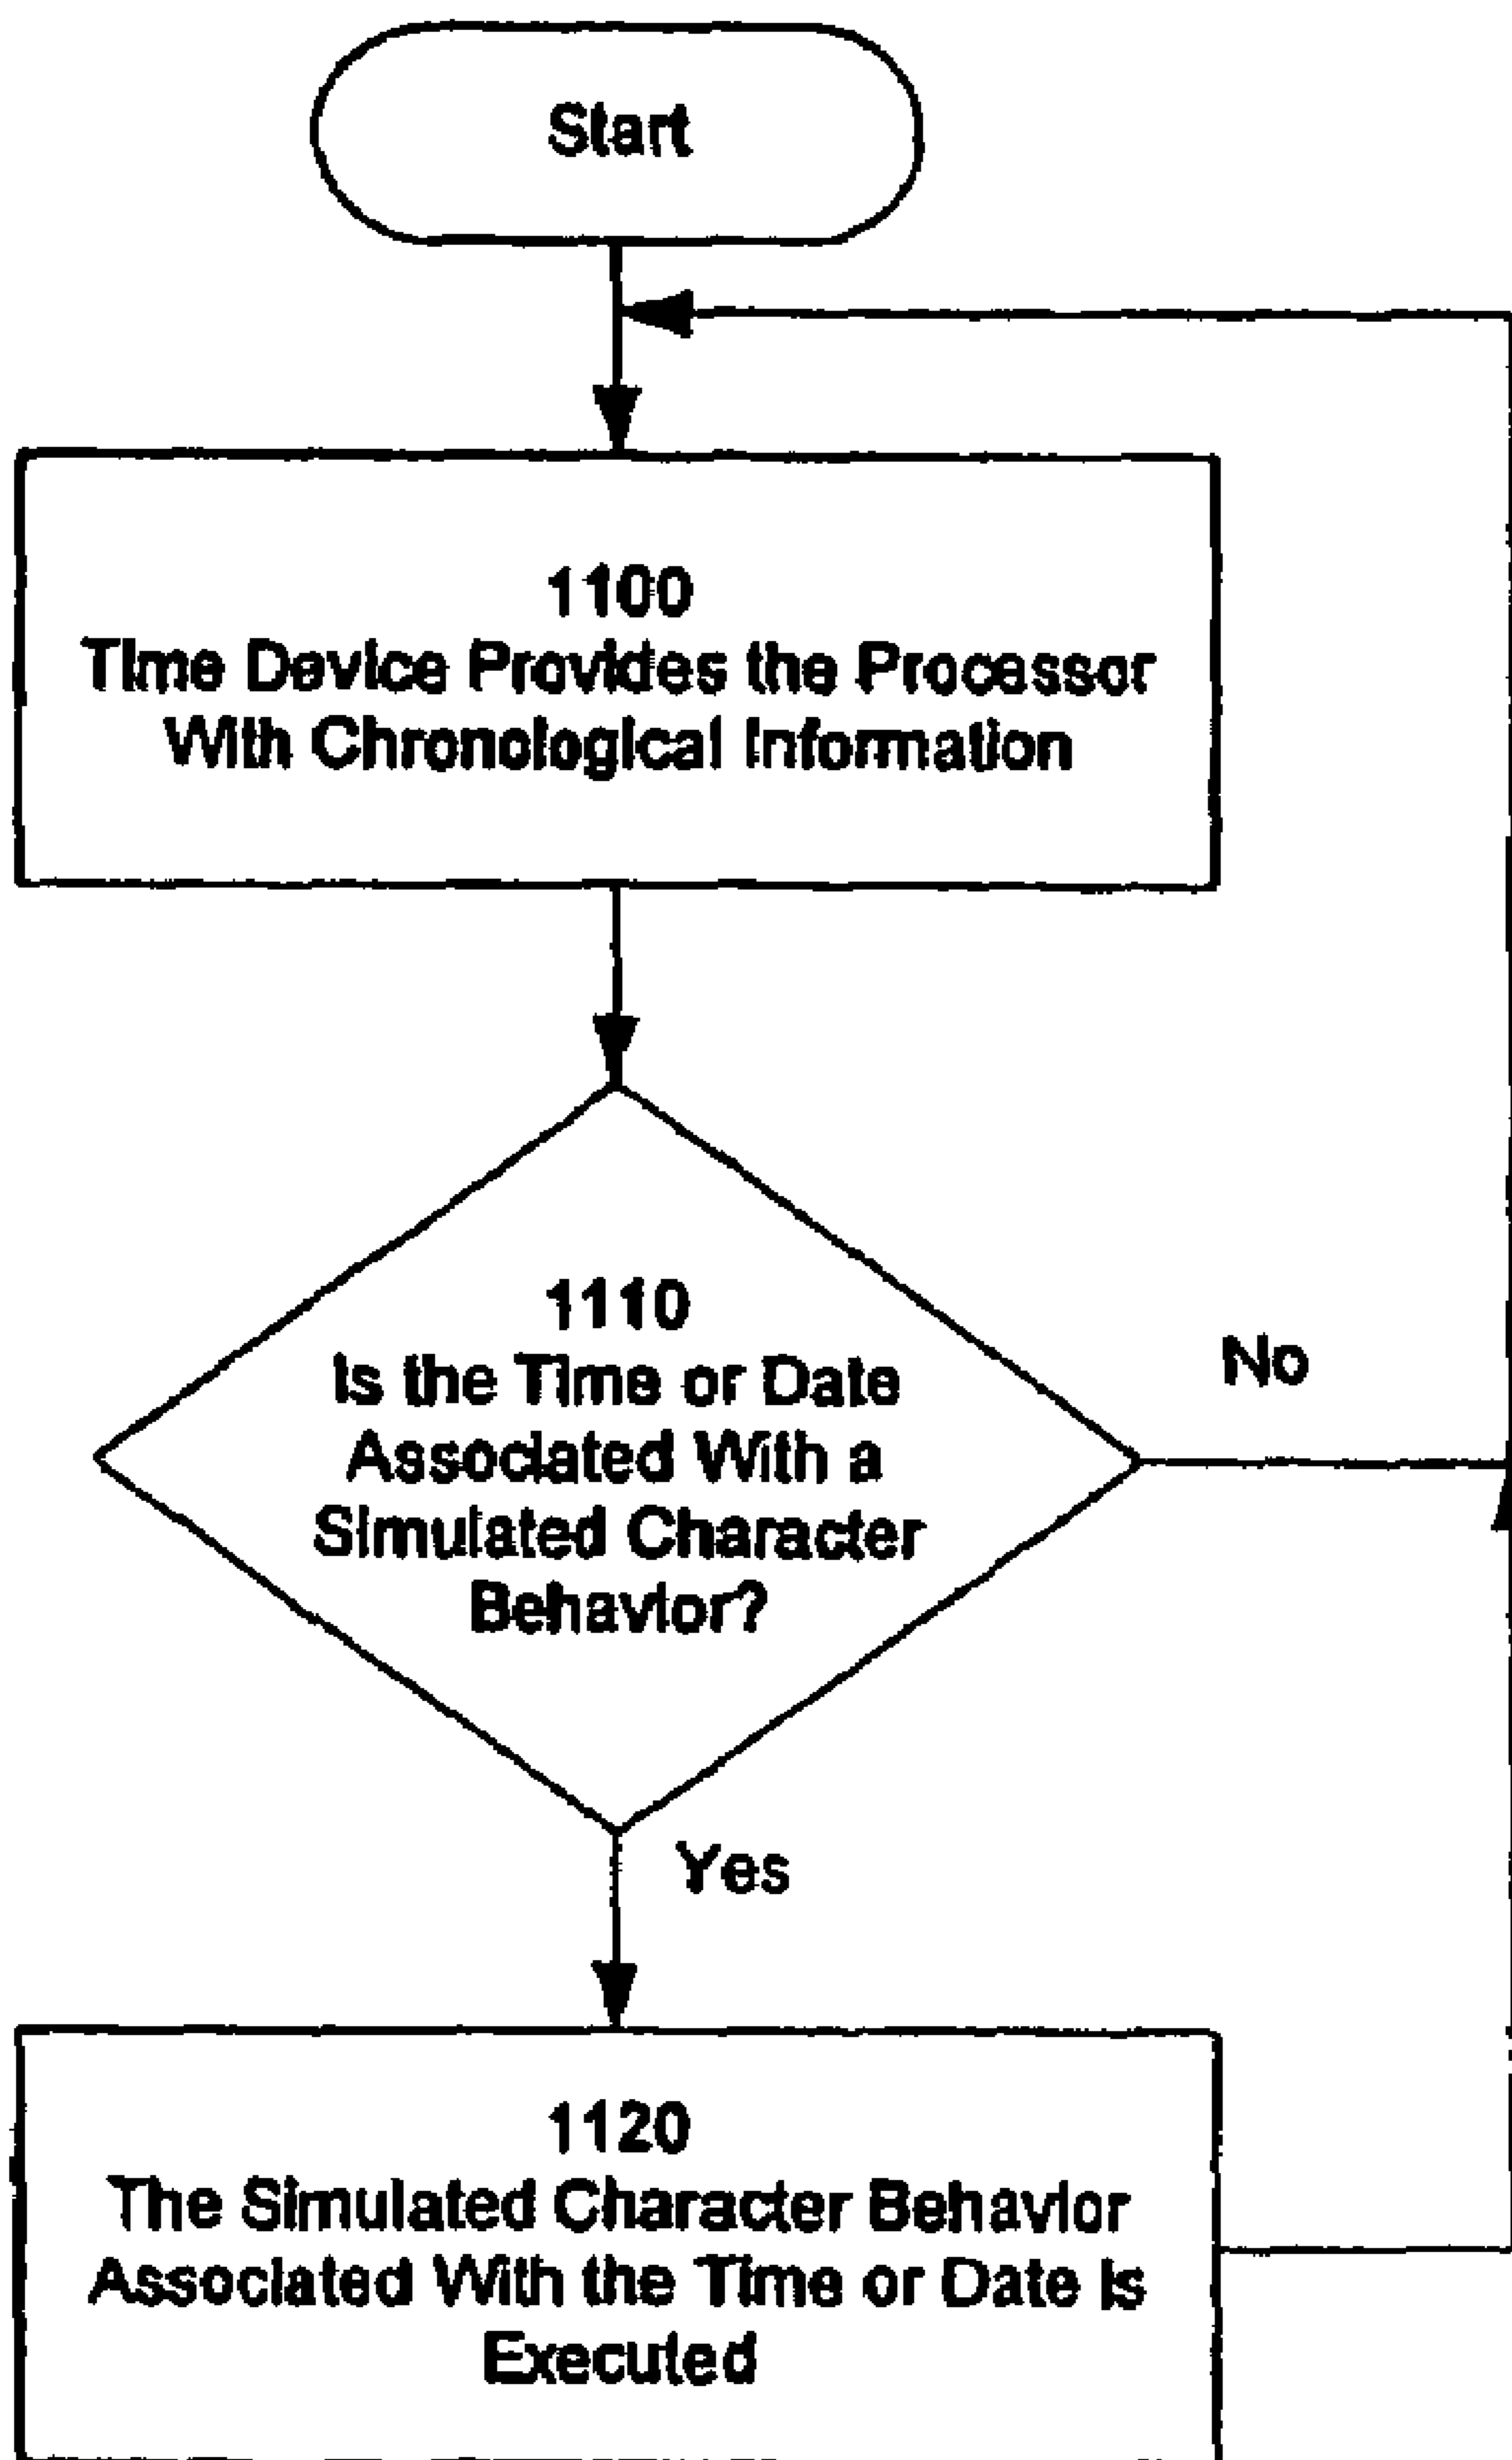 Start
1100
Time Device Provides the Processor
With Chronological Information
1110
Is the Time or Date
Associated With a
Simulated Character
Behavior?
No
Yes
1120
The Simulated Character Behavior
Associated With the Time or Date Is
Executed